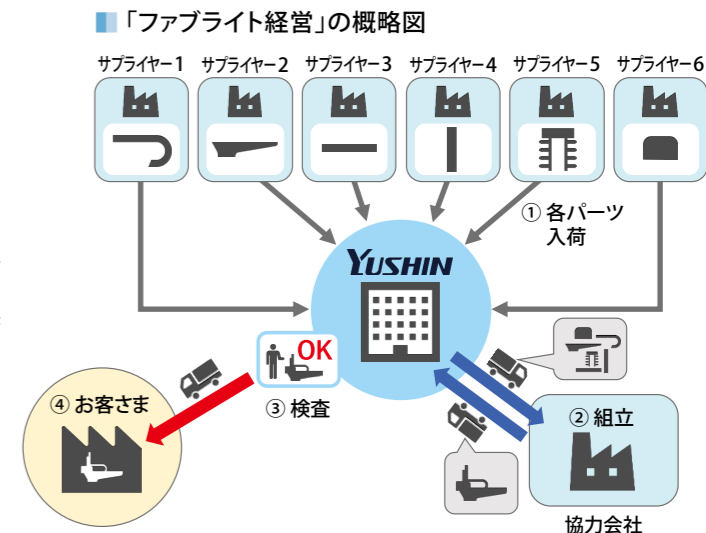 「ファブライト経営」の概略図
サプライヤー1 サプライヤー2 サプライヤー3 サプライヤー4 サプライヤー5 サプライヤー6
① 各パーツ
入荷
YUSHIN
OK
③ 検査
④ お客さま
② 組立
協力会社